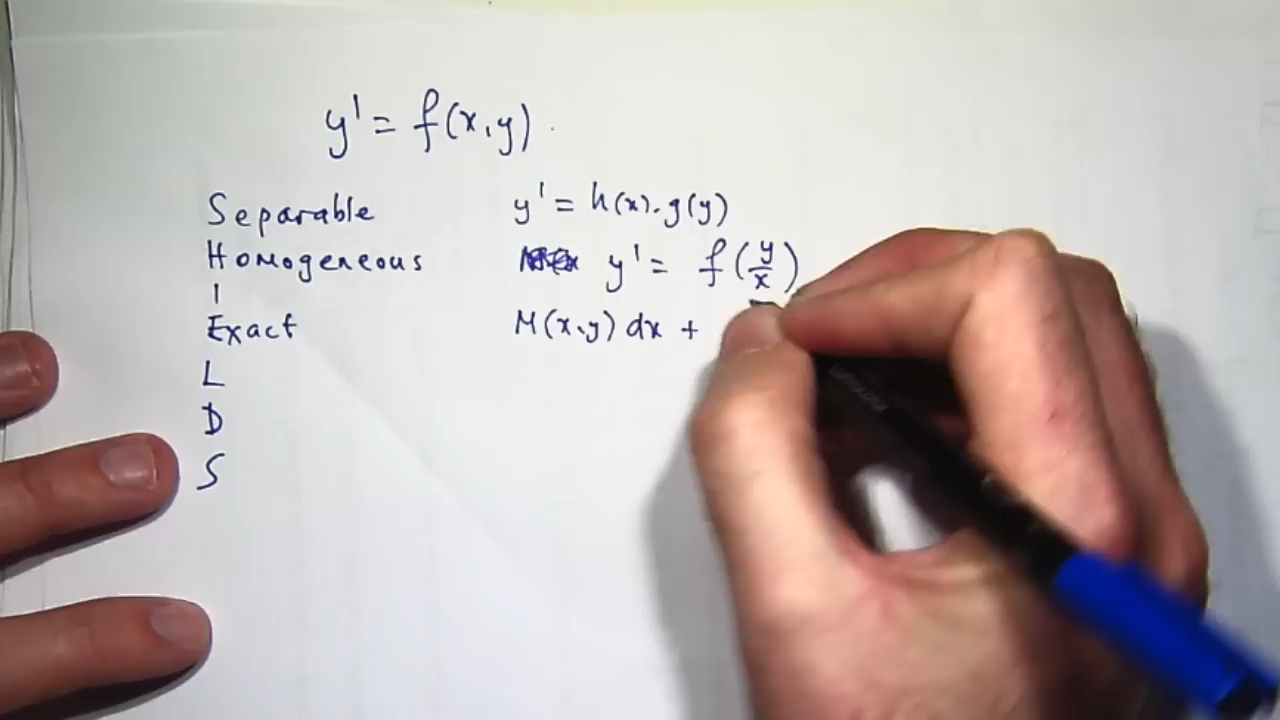 y' = f(x,y).
Separable y' = h(x).g(y)
Homogeneous y' = f(y/x)
I
Exact M(x,y) dx +
L
D
S